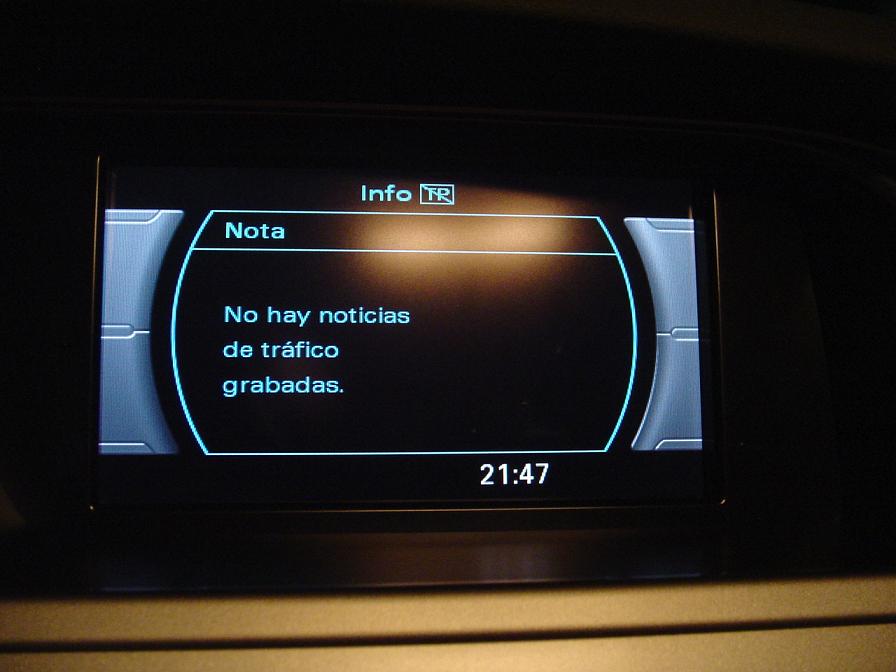 Info TP
Nota
No hay noticias
de tráfico
grabadas.
21:47